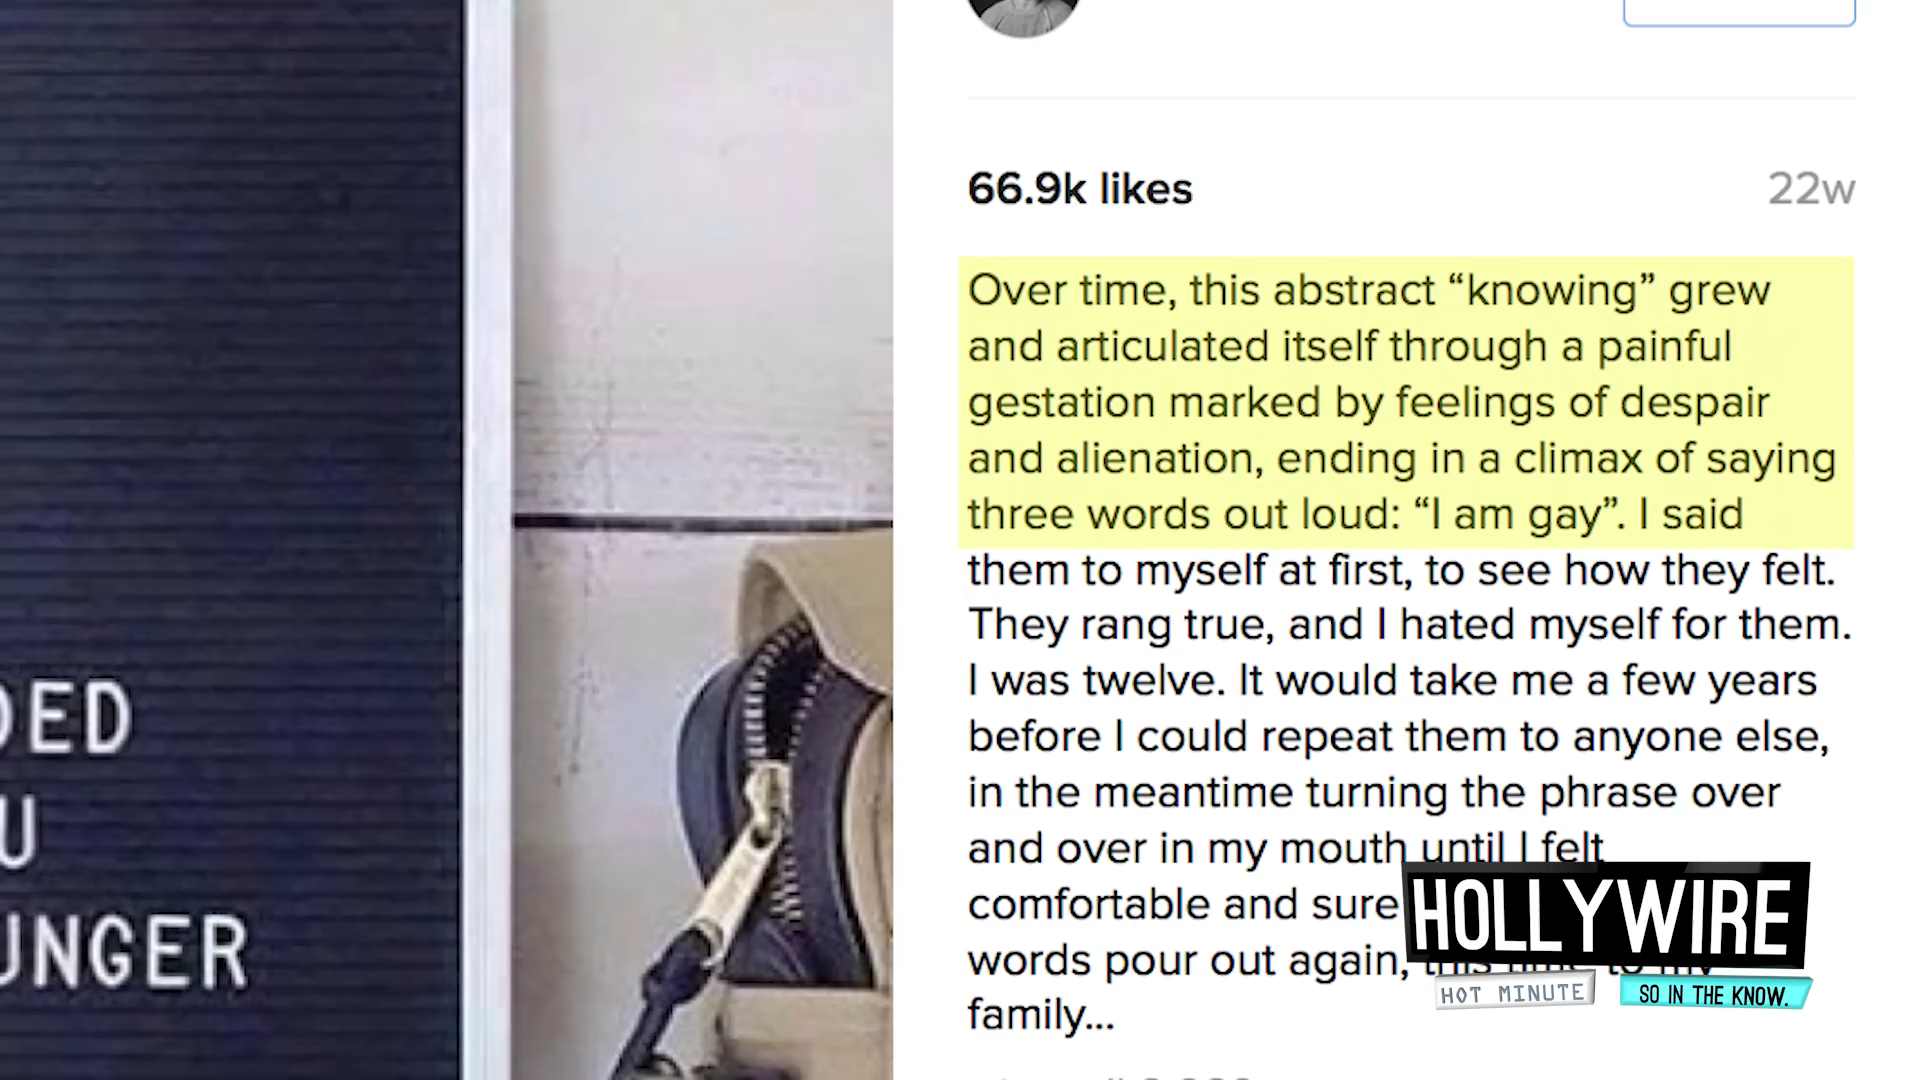 DED
U
UNGER
66.9k likes
22w
Over time, this abstract “knowing” grew
and articulated itself through a painful
gestation marked by feelings of despair
and alienation, ending in a climax of saying
three words out loud: “I am gay”. I said
them to myself at first, to see how they felt.
They rang true, and I hated myself for them.
I was twelve. It would take me a few years
before I could repeat them to anyone else,
in the meantime turning the phrase over
and over in my mouth until I felt
comfortable and sure
words pour out again, this time to my
family...
HOLLYWIRE
HOT MINUTE
SO IN THE KNOW.